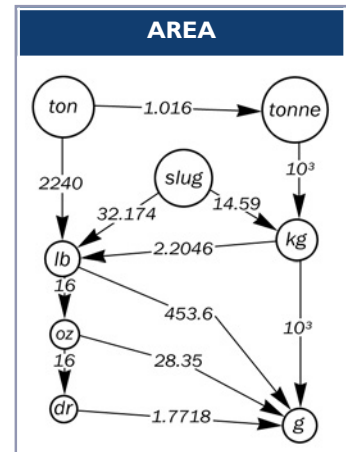 AREA
ton
1.016
tonne
2240
slug
10³
32.174
14.59
lb
2.2046
kg
16
453.6
oz
10³
16
28.35
dr
1.7718
g